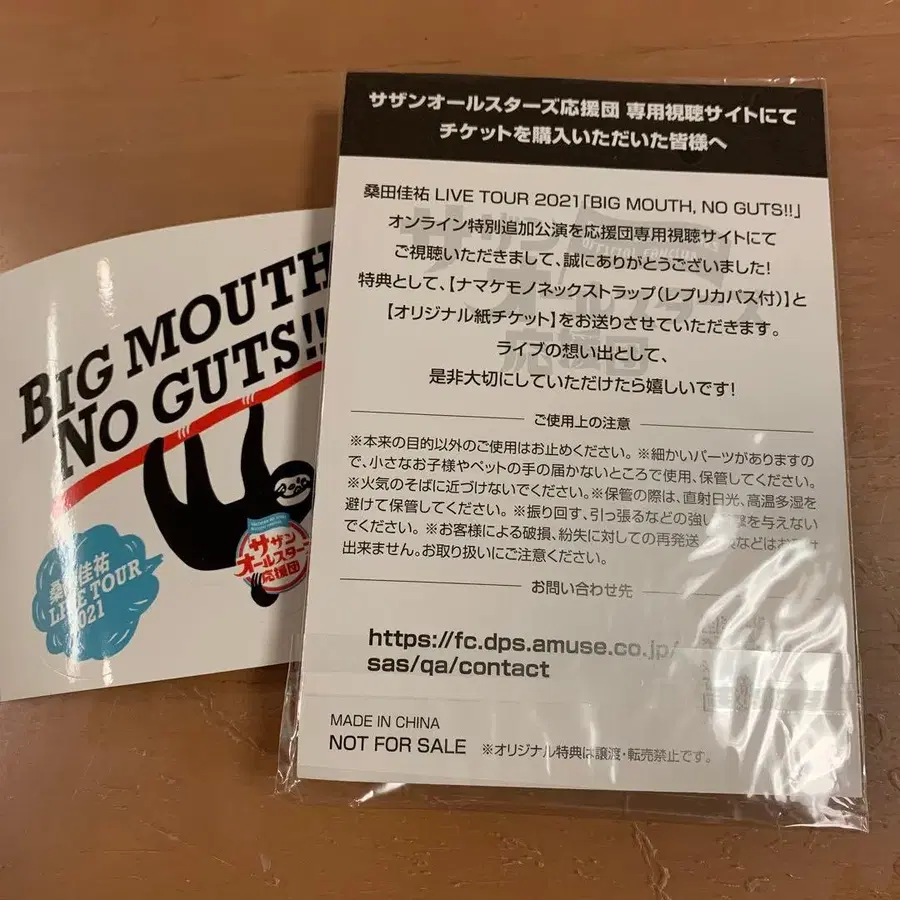 サザンオールスターズ応援団 専用視聴サイトにて
チケットを購入いただいた皆様へ
桑田佳祐 LIVE TOUR 2021「BIG MOUTH, NO GUTS!!」
オンライン特別追加公演を応援団専用視聴サイトにて
ご視聴いただきまして、誠にありがとうございました!
特典として、【ナマケモノネックストラップ(レプリカパス付)】と
【オリジナル紙チケット】をお送りさせていただきます。
ライブの想い出として、
是非大切にしていただけたら嬉しいです!
ご使用上の注意
※本来の目的以外のご使用はお止めください。 ※細かいパーツがありますの
で、小さなお子様やペットの手の届かないところで使用、保管してください。
※火気のそばに近づけないでください。※保管の際は、直射日光、高温多湿を
避けて保管してください。 ※振り回す、引っ張るなどの強い 撃を与えない
でください。 ※お客様による破損、紛失に対しての再発送 などはお
出来ません。お取り扱いにご注意ください。
お問い合わせ先
https://fc.dps.amuse.co.jp/
sas/qa/contact
MADE IN CHINA
NOT FOR SALE ※オリジナル特典は譲渡・転売禁止です。
BIG MOUTH
NO GUTS!!
桑田佳祐
LIVE TOUR
2021
サザン
オールスターズ
応援団